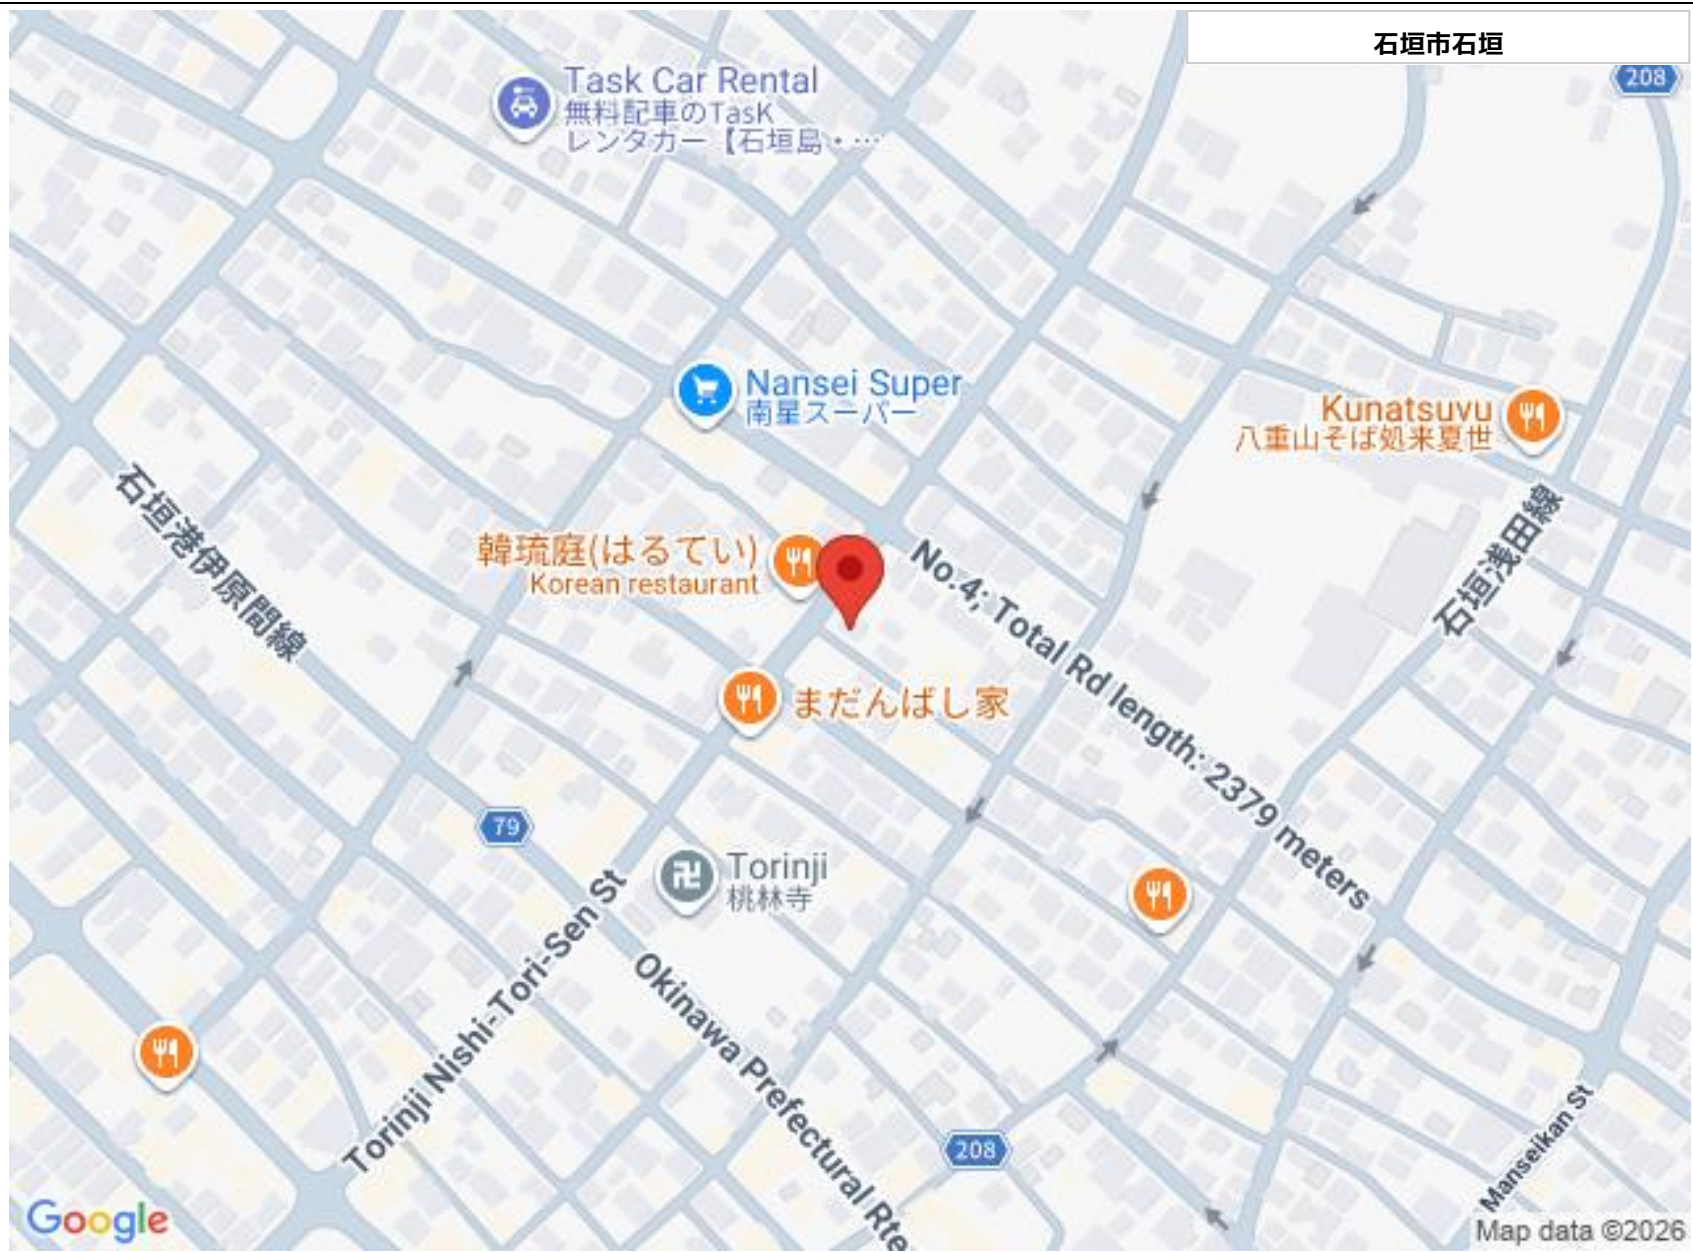 石垣市石垣
208
Task Car Rental
無料配車のTasK
レンタカー【石垣島・…
Nansei Super
南星スーパー
Kunatsuvu
八重山そば処来夏世
石垣港伊原間線
石垣浅田線
韓琉庭(はるてい)
Korean restaurant
No.4; Total Rd length: 2379 meters
まだんばし家
79
Torinji
桃林寺
Torinji Nishi-Tori-Sen St
Okinawa Prefectural Rte
208
Manseikan St
Google
Map data ©2026